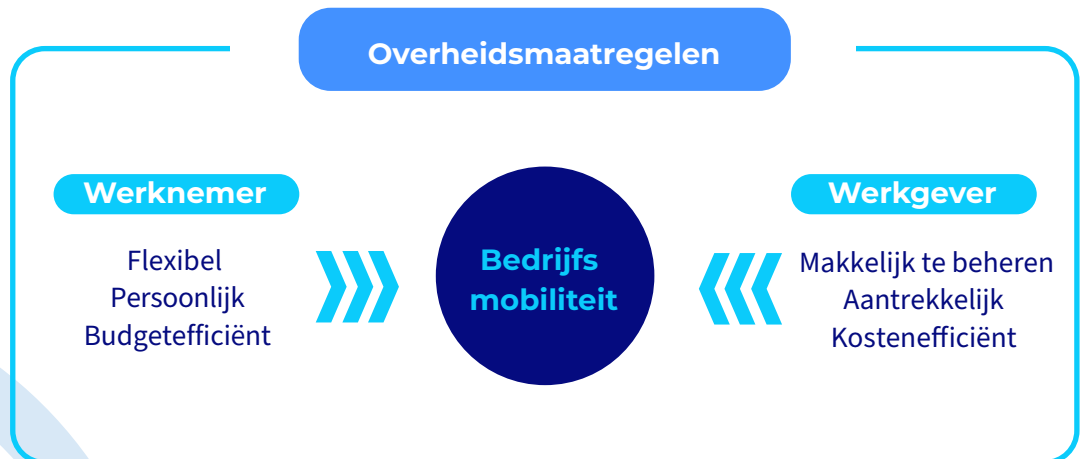 Overheidsmaatregelen
Werknemer
Flexibel
Persoonlijk
Budgetefficiënt
Bedrijfs
mobiliteit
Werkgever
Makkelijk te beheren
Aantrekkelijk
Kostenefficiënt